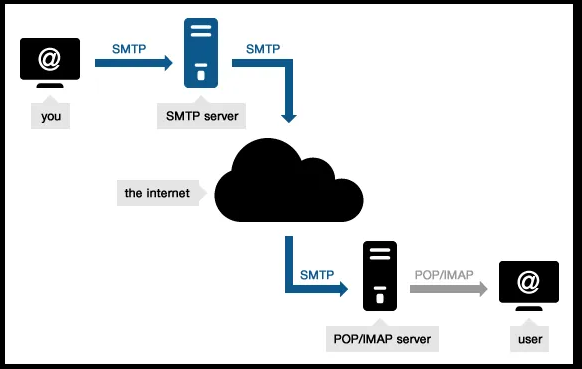 @
SMTP
SMTP
you
SMTP server
the internet
SMTP
POP/IMAP
@
POP/IMAP server
user